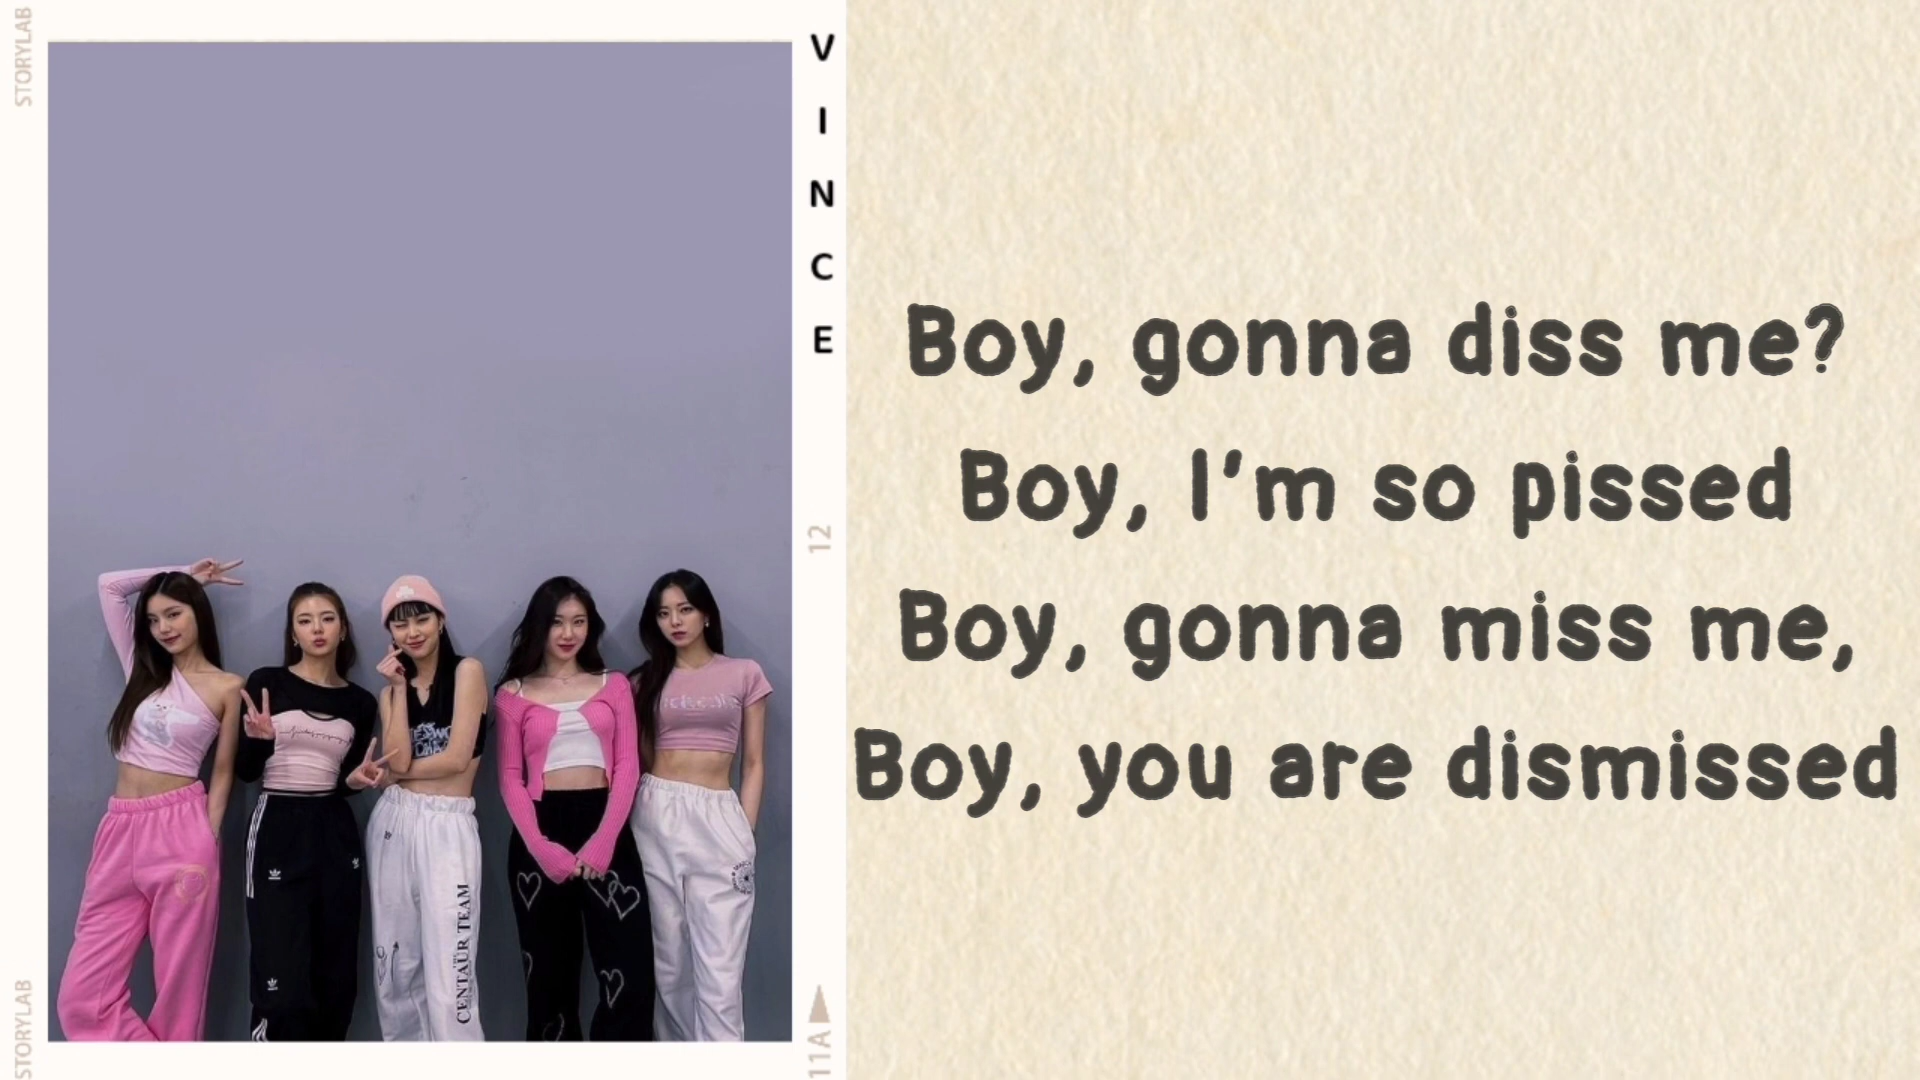 STORYLAB
VINCE
12
11A
STORYLAB
CENTAUR TEAM
Boy, gonna diss me?
Boy, I'm so pissed
Boy, gonna miss me,
Boy, you are dismissed